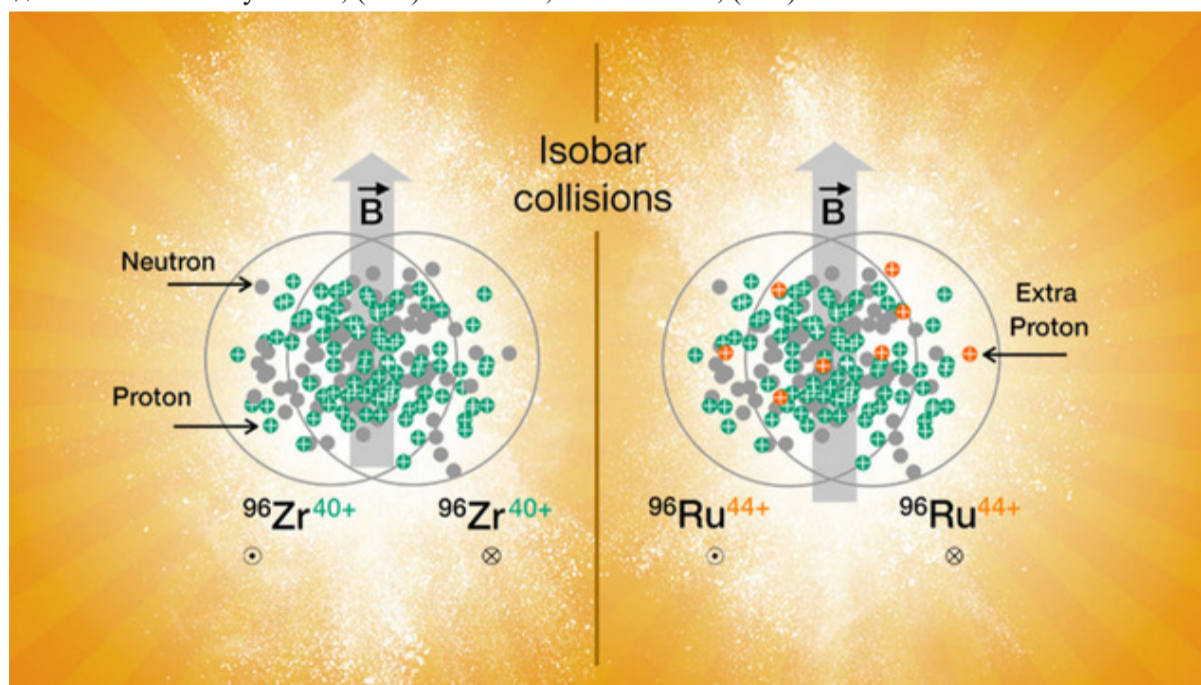 Isobar
collisions
B
B
Neutron
Proton
Extra
Proton
96Zr40+
96Zr40+
96Ru44+
96Ru44+